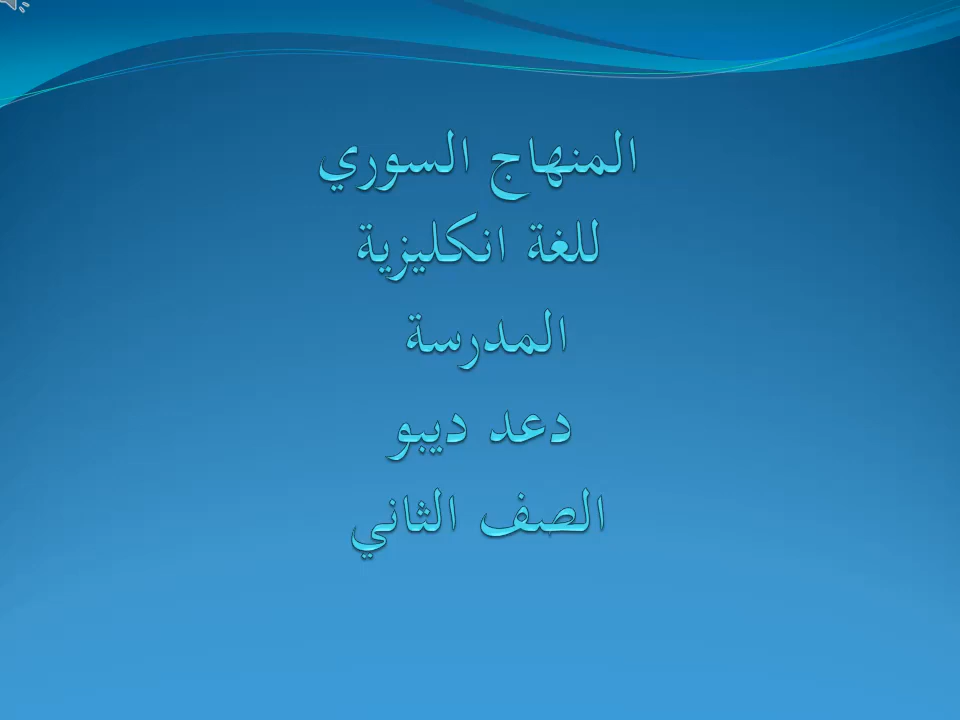 المنهاج السوري
للغة انكليزية
المدرسة
دعد ديبو
الصف الثاني